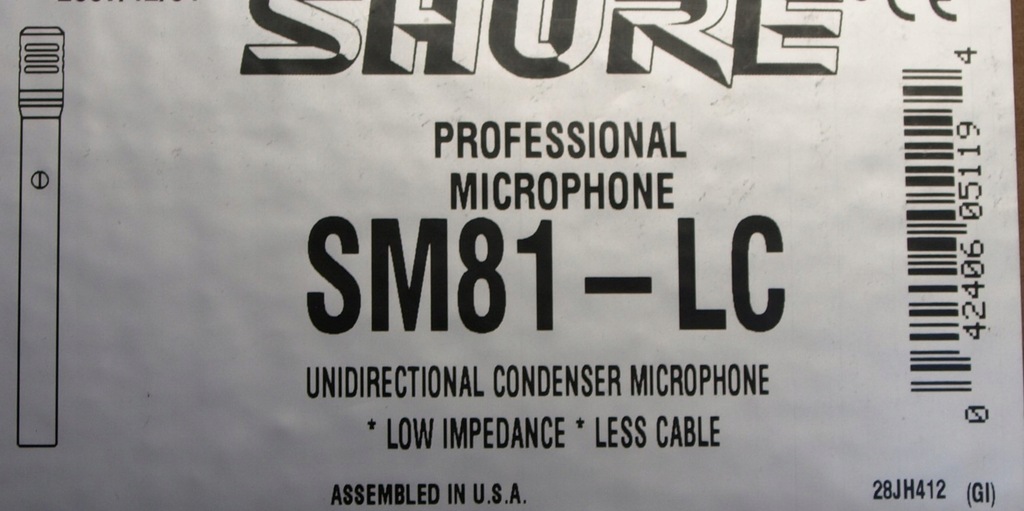 SHURE
PROFESSIONAL
MICROPHONE
SM81-LC
UNIDIRECTIONAL CONDENSER MICROPHONE
* LOW IMPEDANCE * LESS CABLE
ASSEMBLED IN U.S.A.
28JH412 (GI)
0 42406 05119 4